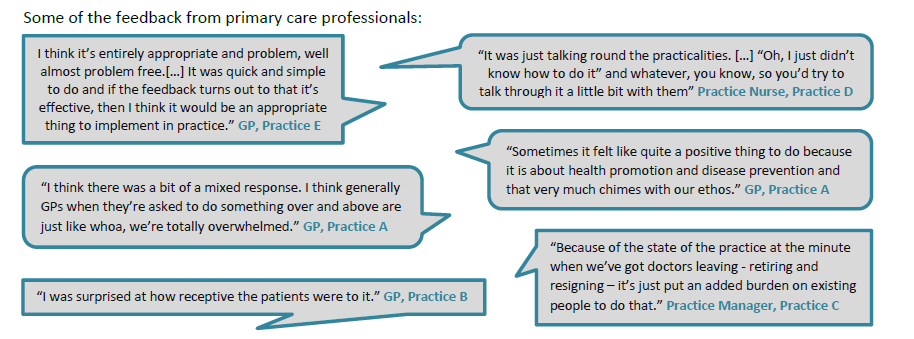 Some of the feedback from primary care professionals:
I think it’s entirely appropriate and problem, well
almost problem free.[…] It was quick and simple
to do and if the feedback turns out to that it’s
effective, then I think it would be an appropriate
thing to implement in practice.” GP, Practice E
“It was just talking round the practicalities. […] “Oh, I just didn’t
know how to do it” and whatever, you know, so you’d try to
talk through it a little bit with them” Practice Nurse, Practice D
“Sometimes it felt like quite a positive thing to do because
it is about health promotion and disease prevention and
that very much chimes with our ethos.” GP, Practice A
“I think there was a bit of a mixed response. I think generally
GPs when they’re asked to do something over and above are
just like whoa, we’re totally overwhelmed.” GP, Practice A
“Because of the state of the practice at the minute
when we’ve got doctors leaving - retiring and
resigning – it’s just put an added burden on existing
people to do that.” Practice Manager, Practice C
“I was surprised at how receptive the patients were to it.” GP, Practice B